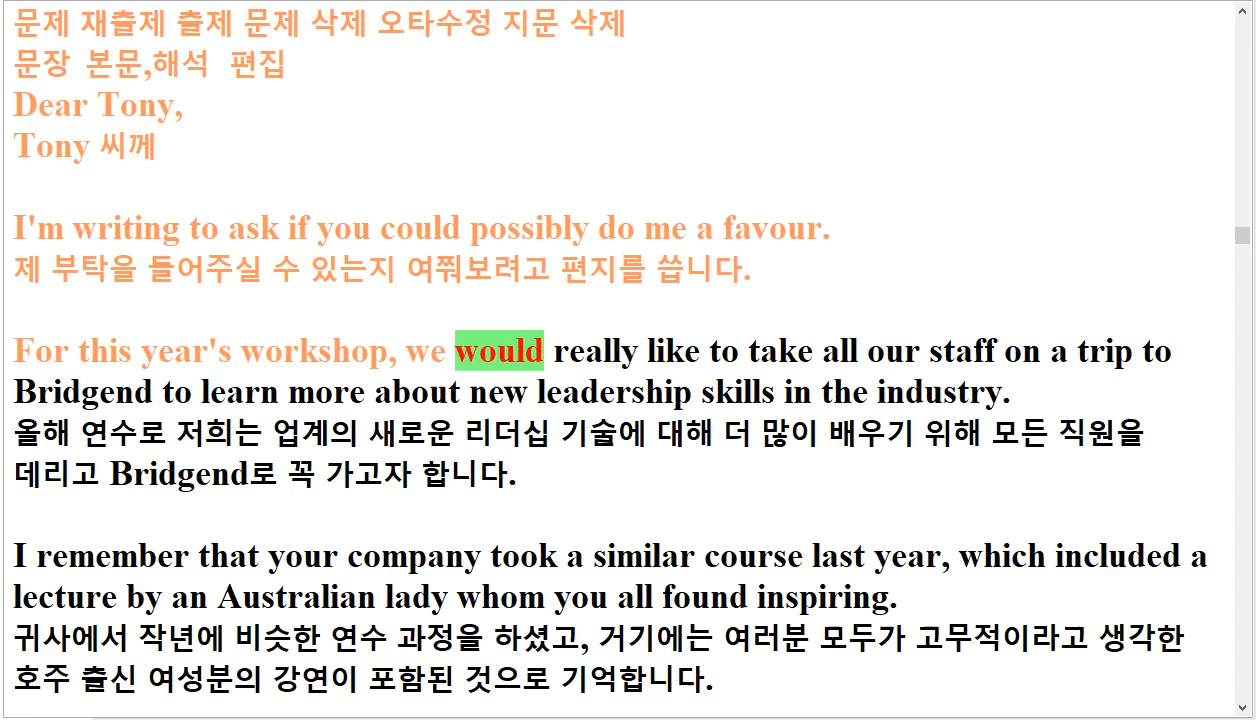 문제 재출제 출제 문제 삭제 오타수정 지문 삭제
문장 본문,해석 편집
Dear Tony,
Tony 씨께
I'm writing to ask if you could possibly do me a favour.
제 부탁을 들어주실 수 있는지 여쭤보려고 편지를 씁니다.
For this year's workshop, we would really like to take all our staff on a trip to
Bridgend to learn more about new leadership skills in the industry.
올해 연수로 저희는 업계의 새로운 리더십 기술에 대해 더 많이 배우기 위해 모든 직원을
데리고 Bridgend로 꼭 가고자 합니다.
I remember that your company took a similar course last year, which included a
lecture by an Australian lady whom you all found inspiring.
귀사에서 작년에 비슷한 연수 과정을 하셨고, 거기에는 여러분 모두가 고무적이라고 생각한
호주 출신 여성분의 강연이 포함된 것으로 기억합니다.